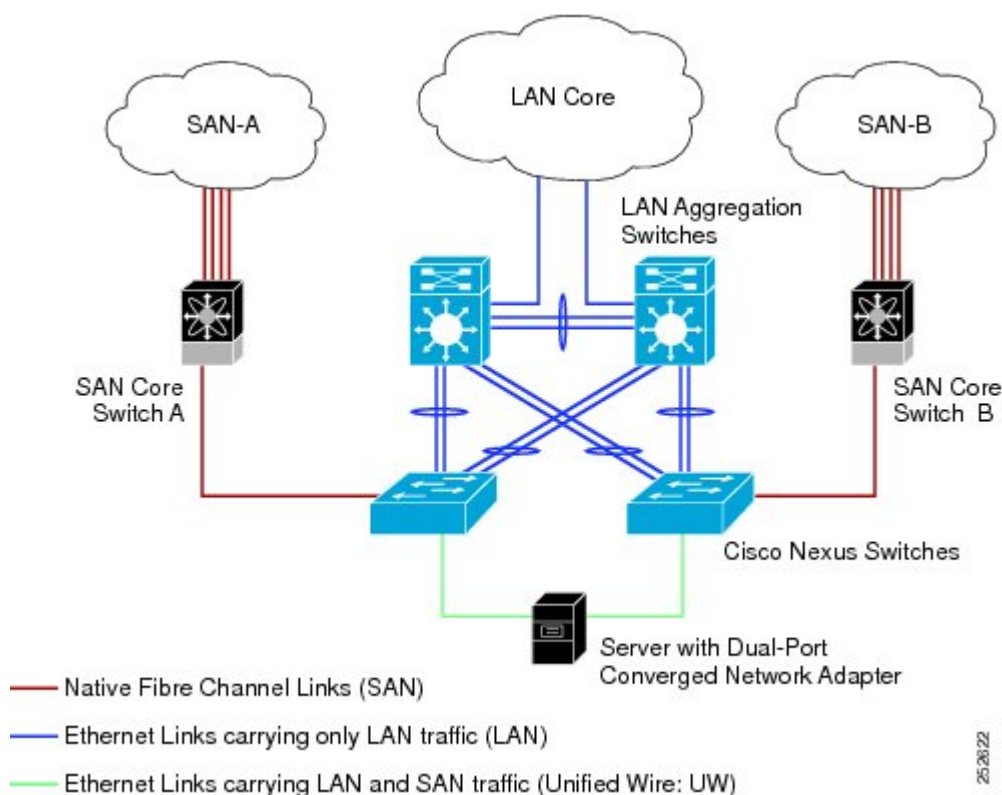 LAN Core
SAN-A
SAN-B
LAN Aggregation
Switches
SAN Core
Switch A
SAN Core
Switch B
Cisco Nexus Switches
Server with Dual-Port
Converged Network Adapter
Native Fibre Channel Links (SAN)
Ethernet Links carrying only LAN traffic (LAN)
Ethernet Links carrying LAN and SAN traffic (Unified Wire: UW)
252622